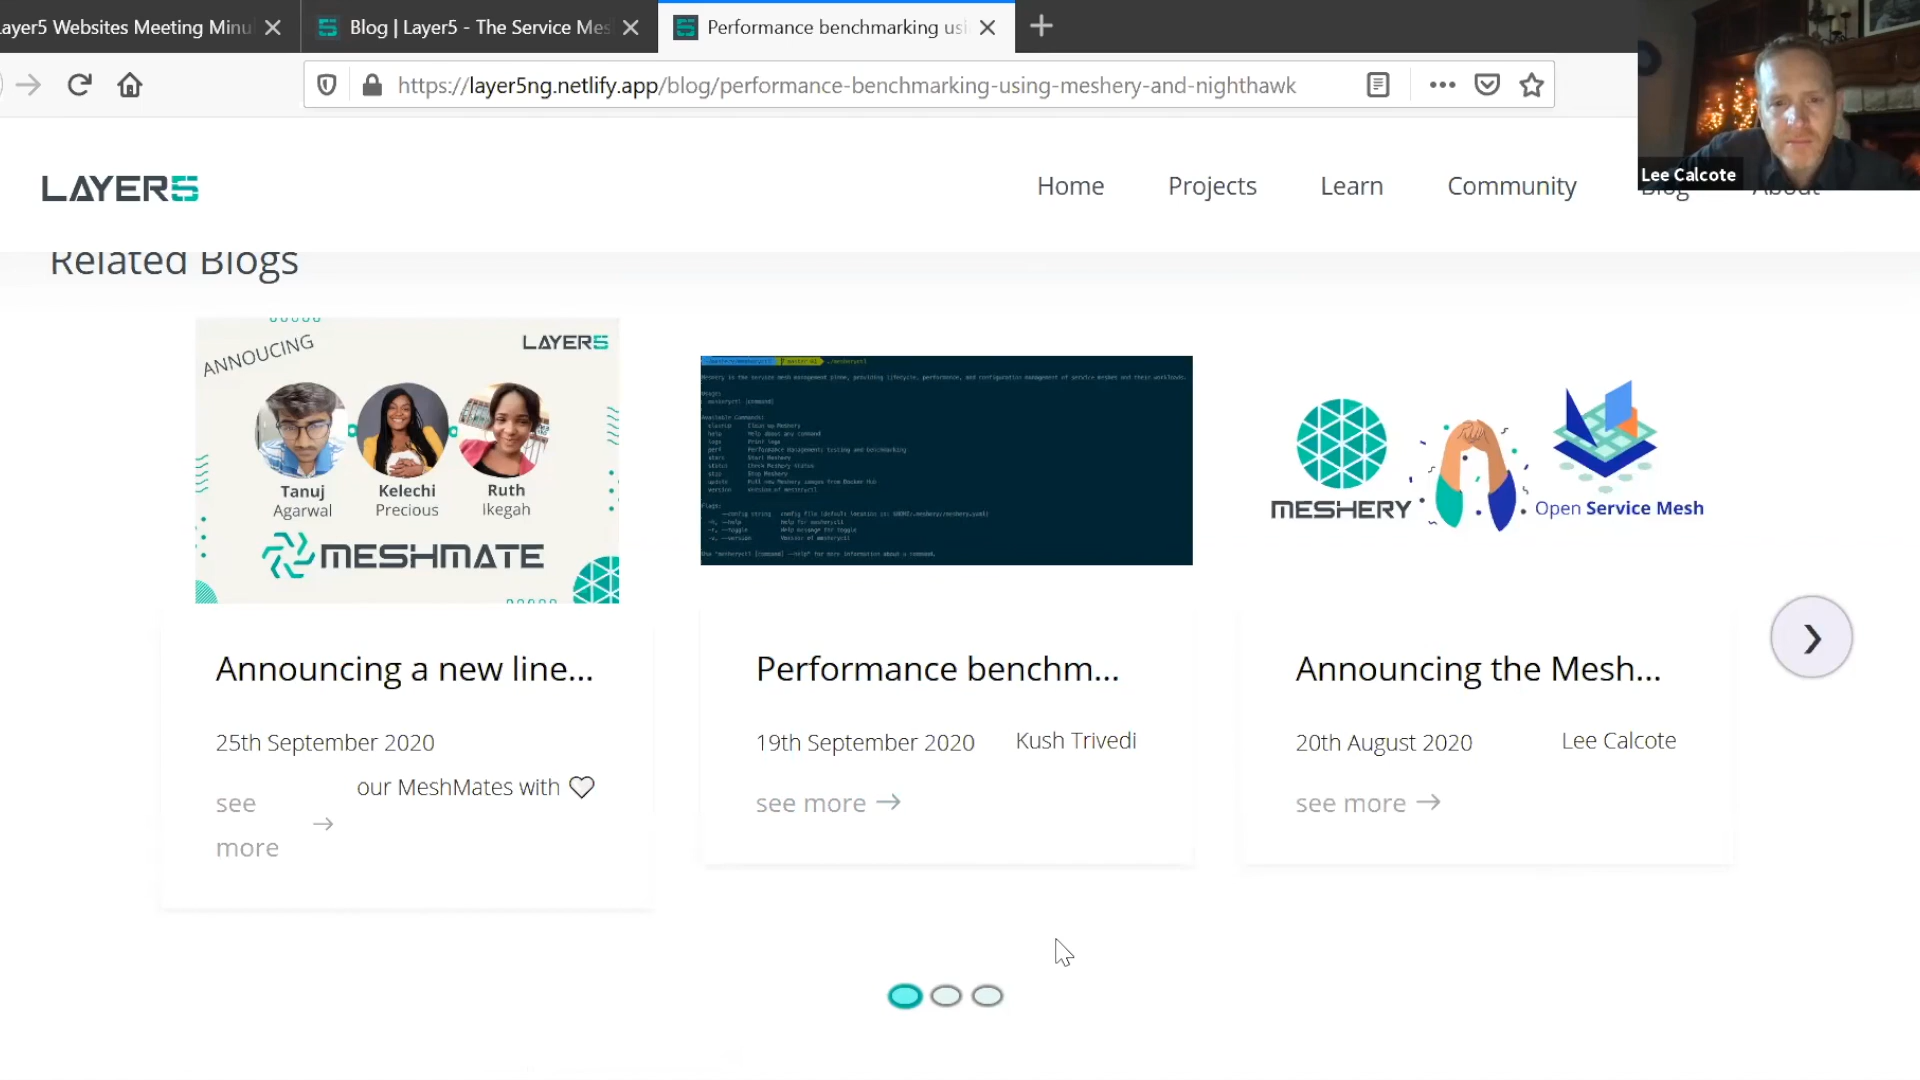 ayer5 Websites Meeting Minu
Blog | Layer5 - The Service Mes
Performance benchmarking usi
https://layer5ng.netlify.app/blog/performance-benchmarking-using-meshery-and-nighthawk
Lee Calcote
LAYER5
Home
Projects
Learn
Community
Blog
About
Related Blogs
ANNOUCING
LAYER5
Tanuj
Agarwal
Kelechi
Precious
Ruth
Ikegah
MESHMATE
MESHERY
Open Service Mesh
Announcing a new line...
25th September 2020
our MeshMates with ♡
see
more →
Performance benchm...
19th September 2020
Kush Trivedi
see more →
Announcing the Mesh...
20th August 2020
Lee Calcote
see more →